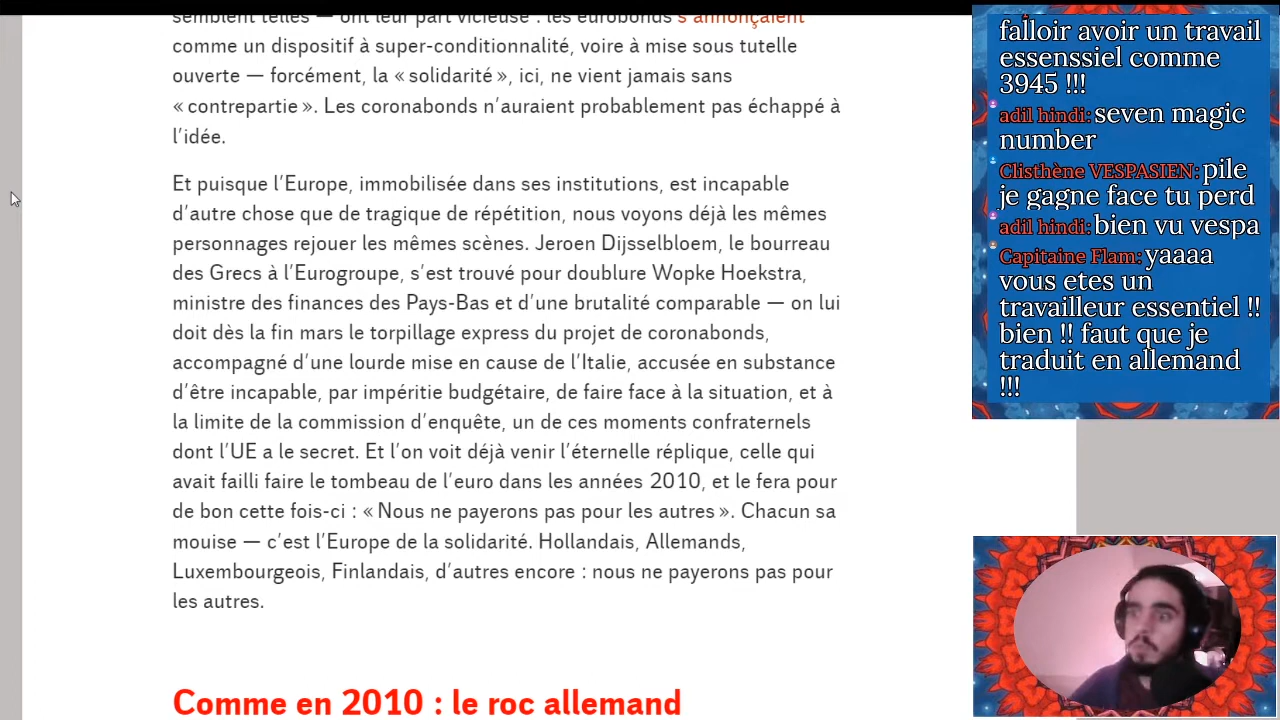 semblent telles — ont leur part vicieuse : les eurobonds s'annonçaient
comme un dispositif à super-conditionnalité, voire à mise sous tutelle
ouverte — forcément, la « solidarité », ici, ne vient jamais sans
« contrepartie ». Les coronabonds n'auraient probablement pas échappé à
l'idée.
Et puisque l'Europe, immobilisée dans ses institutions, est incapable
d'autre chose que de tragique de répétition, nous voyons déjà les mêmes
personnages rejouer les mêmes scènes. Jeroen Dijsselbloem, le bourreau
des Grecs à l'Eurogroupe, s'est trouvé pour doublure Wopke Hoekstra,
ministre des finances des Pays-Bas et d'une brutalité comparable — on lui
doit dès la fin mars le torpillage express du projet de coronabonds,
accompagné d'une lourde mise en cause de l'Italie, accusée en substance
d'être incapable, par impéritie budgétaire, de faire face à la situation, et à
la limite de la commission d'enquête, un de ces moments confraternels
dont l'UE a le secret. Et l'on voit déjà venir l'éternelle réplique, celle qui
avait failli faire le tombeau de l'euro dans les années 2010, et le fera pour
de bon cette fois-ci : « Nous ne payerons pas pour les autres ». Chacun sa
mouise — c'est l'Europe de la solidarité. Hollandais, Allemands,
Luxembourgeois, Finlandais, d'autres encore : nous ne payerons pas pour
les autres.
Comme en 2010 : le roc allemand
falloir avoir un travail
essenssiel comme
3945 !!!
adil hindi: seven magic
number
Clisthène VESPASIEN: pile
je gagne face tu perd
adil hindi: bien vu vespa
Capitaine Flam: yaaaa
vous etes un
travailleur essentiel !!
bien !! faut que je
traduit en allemand
!!!